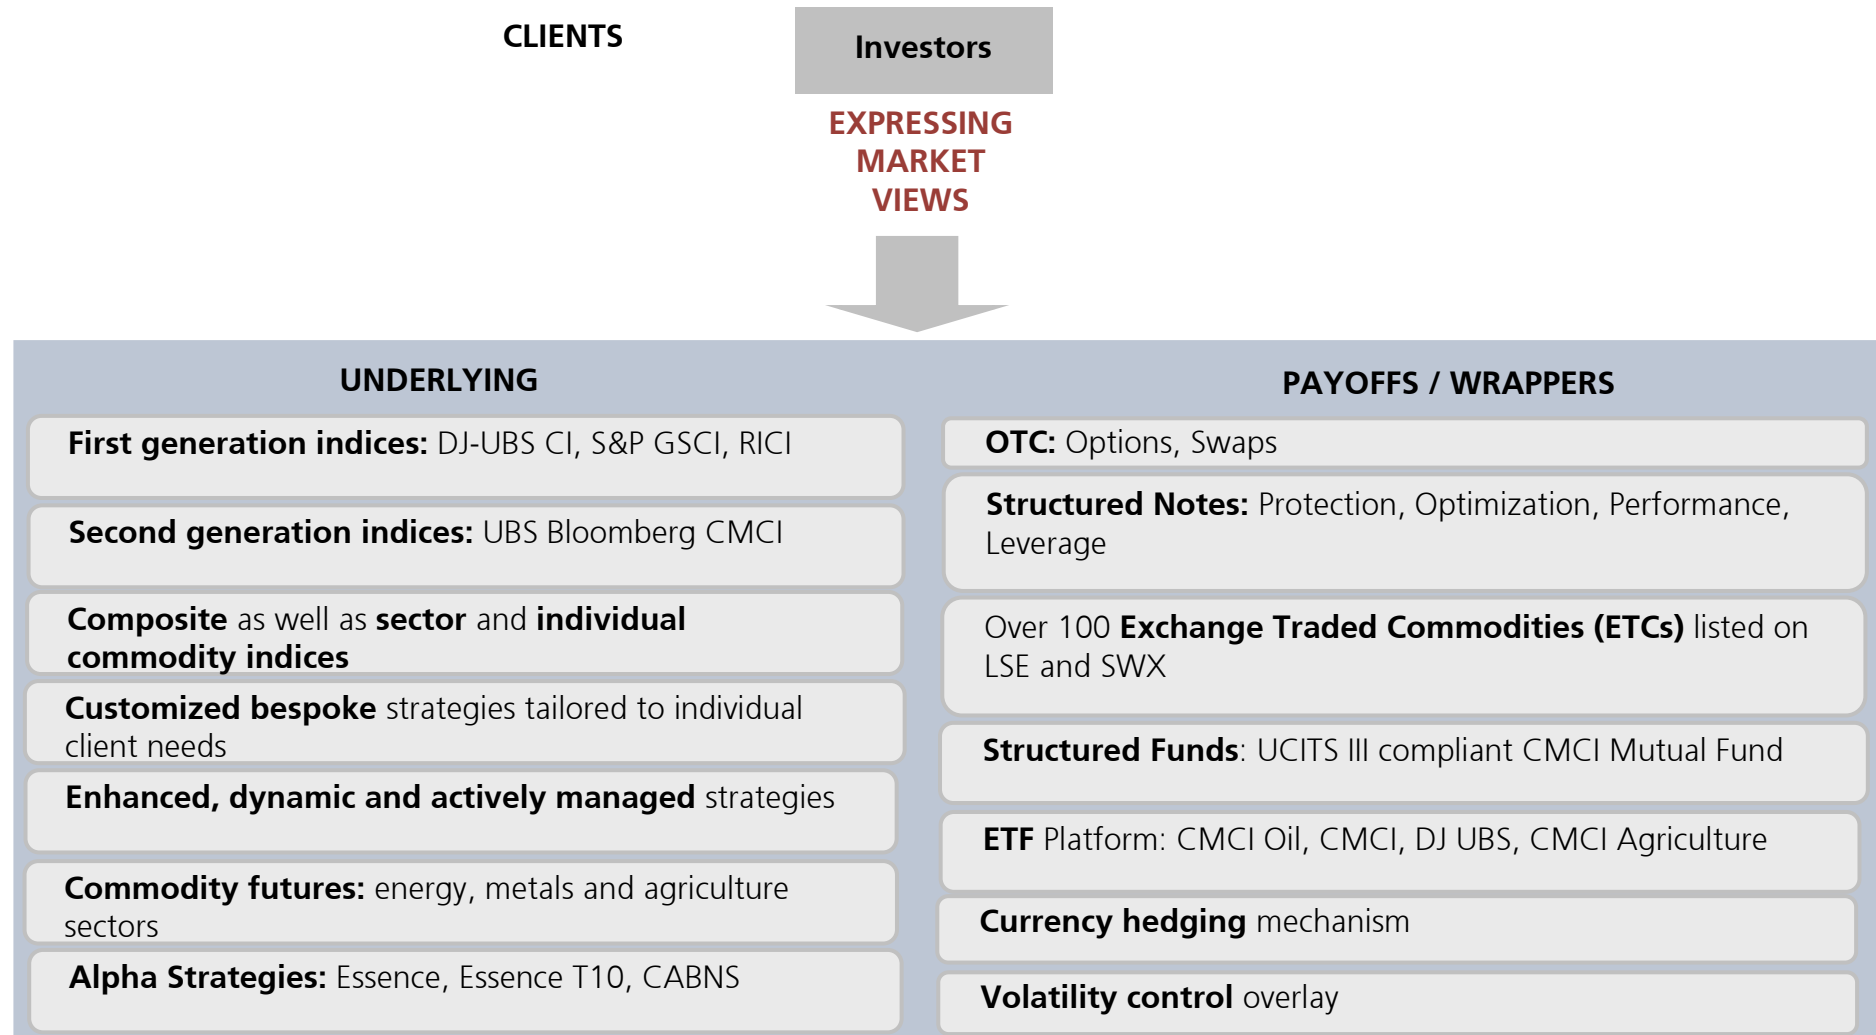 CLIENTS
Investors
EXPRESSING
MARKET
VIEWS
UNDERLYING
First generation indices: DJ-UBS CI, S&P GSCI, RICI
Second generation indices: UBS Bloomberg CMCI
Composite as well as sector and individual
commodity indices
Customized bespoke strategies tailored to individual
client needs
Enhanced, dynamic and actively managed strategies
Commodity futures: energy, metals and agriculture
sectors
Alpha Strategies: Essence, Essence T10, CABNS
PAYOFFS / WRAPPERS
OTC: Options, Swaps
Structured Notes: Protection, Optimization, Performance,
Leverage
Over 100 Exchange Traded Commodities (ETCs) listed on
LSE and SWX
Structured Funds: UCITS III compliant CMCI Mutual Fund
ETF Platform: CMCI Oil, CMCI, DJ UBS, CMCI Agriculture
Currency hedging mechanism
Volatility control overlay